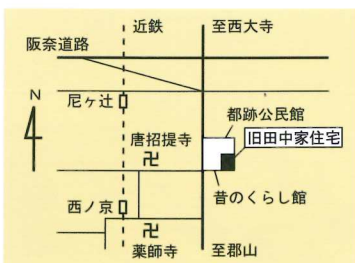 近鉄
至西大寺
阪奈道路
N
尼ヶ辻
都跡公民館
唐招提寺
卍
旧田中家住宅
昔のくらし館
西ノ京
卍
薬師寺
至郡山